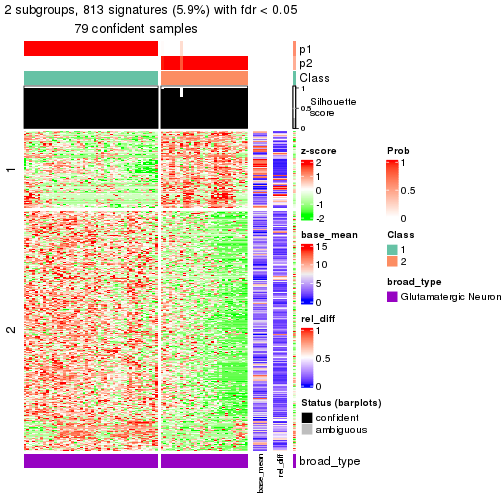 2 subgroups, 813 signatures (5.9%) with fdr < 0.05
79 confident samples
p1
p2
Class
1
0.5
0
Silhouette
score
1
2
z-score
2
1
0
-1
-2
Prob
1
0.5
0
base_mean
15
10
5
0
Class
1
2
broad_type
Glutamatergic Neuron
rel_diff
1
0.5
0
Status (barplots)
confident
ambiguous
broad_type
base_mean
rel_diff